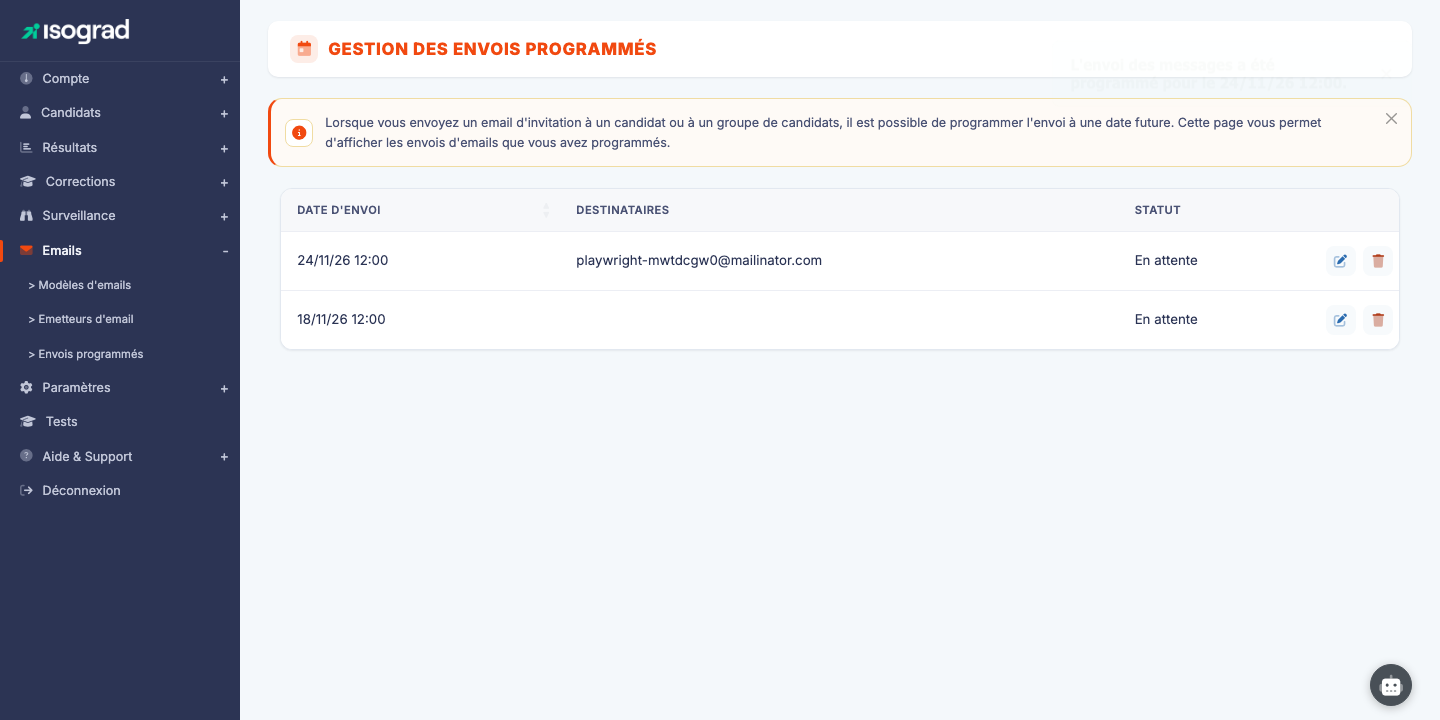 isograd
Compte +
Candidats +
Résultats +
Corrections +
Surveillance +
Emails -
> Modèles d'emails
> Emetteurs d'email
> Envois programmés
Paramètres +
Tests
Aide & Support +
Déconnexion
GESTION DES ENVOIS PROGRAMMÉS
L'envoi des messages a été
programmé pour le 24/11/26 12:00.
Lorsque vous envoyez un email d'invitation à un candidat ou à un groupe de candidats, il est possible de programmer l'envoi à une date future. Cette page vous permet
d'afficher les envois d'emails que vous avez programmés.
DATE D'ENVOI DESTINATAIRES STATUT
24/11/26 12:00 playwright-mwtdcgw0@mailinator.com En attente
18/11/26 12:00 En attente